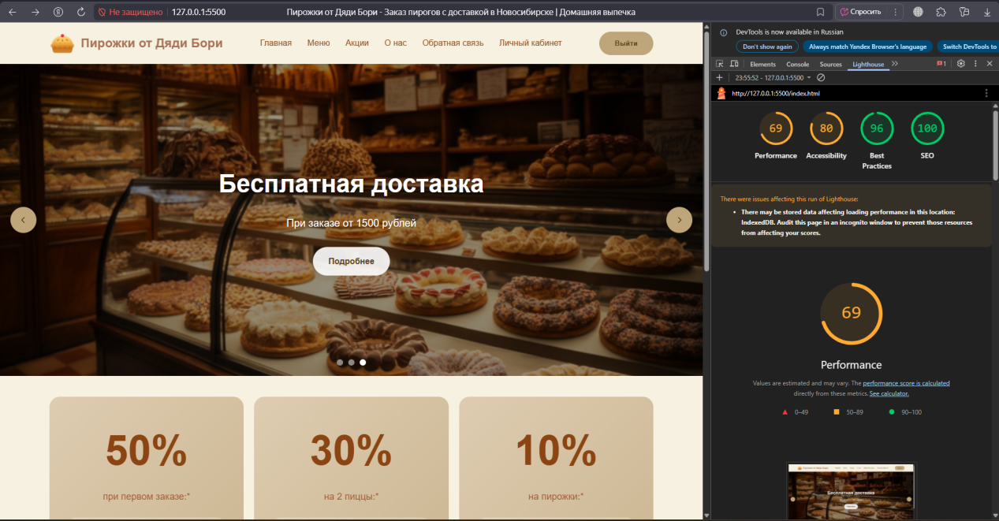 Не защищено
127.0.0.1:5500
Пирожки от Дяди Бори - Заказ пирогов с доставкой в Новосибирске | Домашняя выпечка
Спросить
Пирожки от Дяди Бори
Главная
Меню
Акции
О нас
Обратная связь
Личный кабинет
Выйти
Бесплатная доставка
При заказе от 1500 рублей
Подробнее
50%
при первом заказе:*
30%
на 2 пиццы:*
10%
на пирожки:*
DevTools is now available in Russian
Don't show again
Always match Yandex Browser's language
Switch DevTools to
Elements
Console
Sources
Lighthouse
1
23:55:52 - 127.0.0.1:5500
http://127.0.0.1:5500/index.html
69
80
96
100
Performance
Accessibility
Best
Practices
SEO
There were issues affecting this run of Lighthouse:
There may be stored data affecting loading performance in this location:
IndexedDB. Audit this page in an incognito window to prevent those resources
from affecting your scores.
69
Performance
Values are estimated and may vary. The performance score is calculated
directly from these metrics. See calculator.
0–49
50–89
90–100
Бесплатная доставка